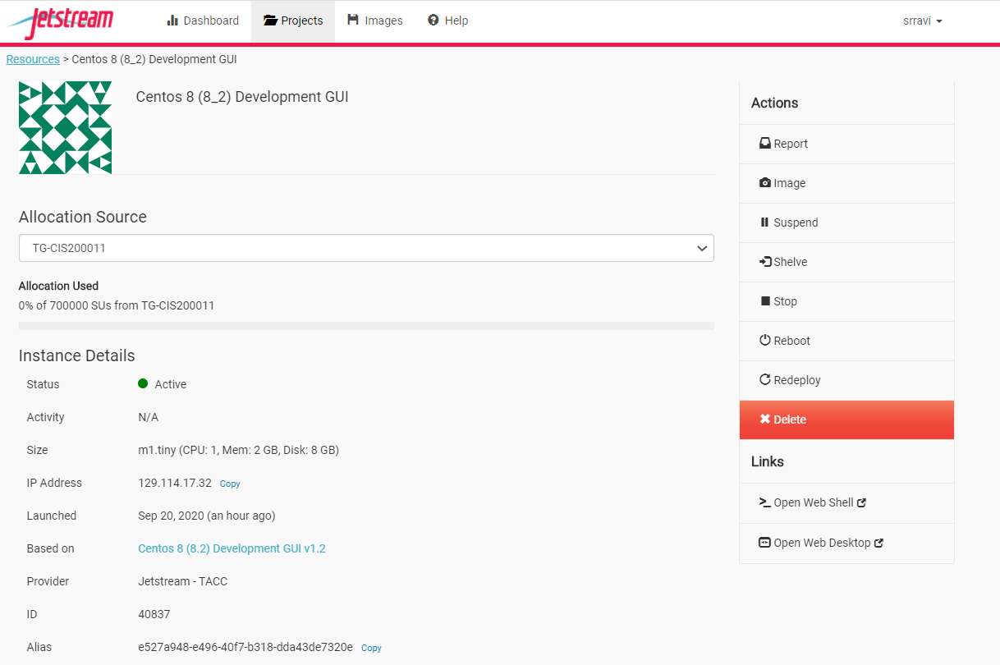 Jetstream Dashboard Projects Images Help srravi
Resources > Centos 8 (8_2) Development GUI
Centos 8 (8_2) Development GUI
Allocation Source
TG-CIS200011
Allocation Used
0% of 700000 SUs from TG-CIS200011
Instance Details
Status Active
Activity N/A
Size m1.tiny (CPU: 1, Mem: 2 GB, Disk: 8 GB)
IP Address 129.114.17.32 Copy
Launched Sep 20, 2020 (an hour ago)
Based on Centos 8 (8.2) Development GUI v1.2
Provider Jetstream - TACC
ID 40837
Alias e527a948-e496-40f7-b318-dda43de7320e Copy
Actions
Report
Image
Suspend
Shelve
Stop
Reboot
Redeploy
Delete
Links
Open Web Shell
Open Web Desktop